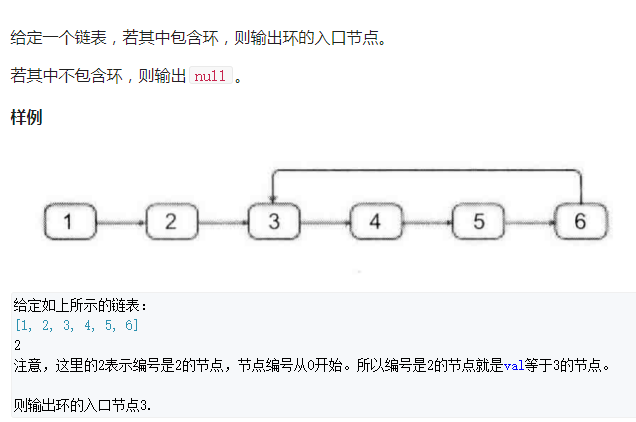 给定一个链表，若其中包含环，则输出环的入口节点。
若其中不包含环，则输出 null 。
样例
1 2 3 4 5 6
给定如上所示的链表：
[1, 2, 3, 4, 5, 6]
2
注意，这里的2表示编号是2的节点，节点编号从0开始。所以编号是2的节点就是val等于3的节点。
则输出环的入口节点3.